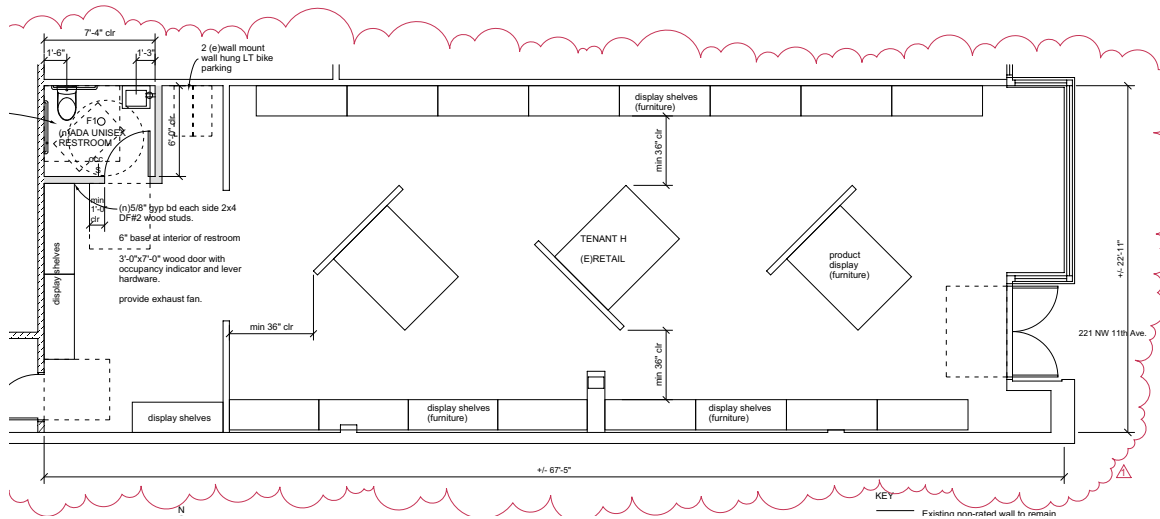 7'-4" clr
1'-6"
1'-3"
2 (e)wall mount
wall hung LT bike
parking
F1
(n)ADA UNISEX
RESTROOM
occ
6'-0" clr
display shelves
(furniture)
min 36" clr
min
1'-0"
clr
(n)5/8" gyp bd each side 2x4
DF#2 wood studs.
6" base at interior of restroom
3'-0"x7'-0" wood door with
occupancy indicator and lever
hardware.
provide exhaust fan.
display shelves
TENANT H
(E)RETAIL
product
display
(furniture)
+/- 22'-11"
min 36" clr
min 36" clr
221 NW 11th Ave.
display shelves
display shelves
(furniture)
display shelves
(furniture)
+/- 67'-5"
1
KEY
N
Existing non-rated wall to remain